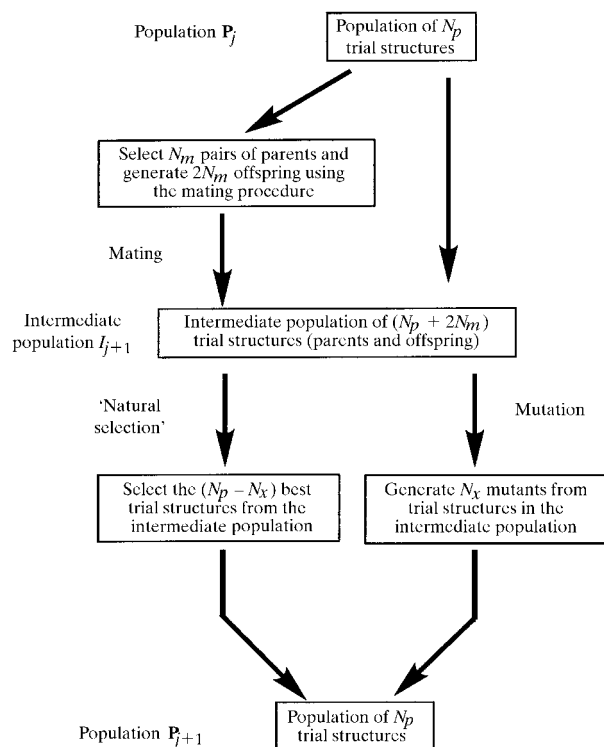 Population P_j
Population of N_p
trial structures
Select N_m pairs of parents and
generate 2N_m offspring using
the mating procedure
Mating
Intermediate
population I_{j+1}
Intermediate population of (N_p + 2N_m)
trial structures (parents and offspring)
'Natural
selection'
Mutation
Select the (N_p – N_x) best
trial structures from the
intermediate population
Generate N_x mutants from
trial structures in the
intermediate population
Population of N_p
trial structures
Population P_{j+1}